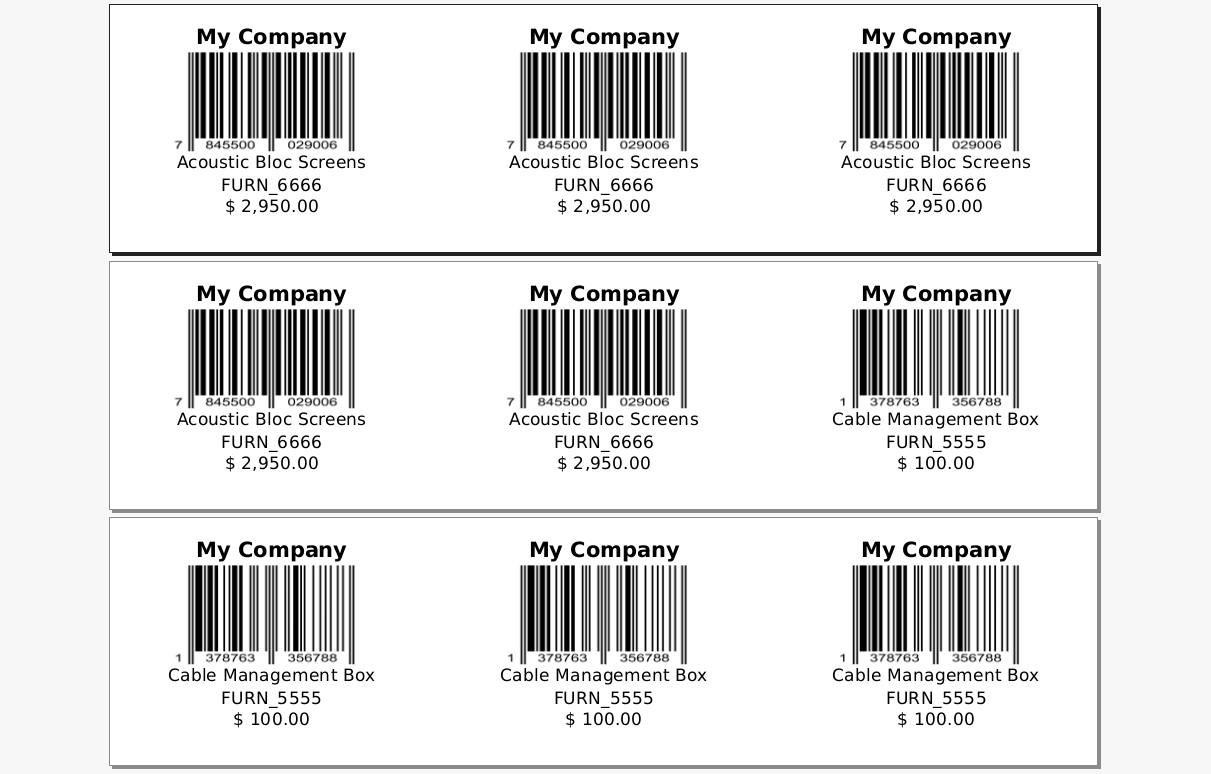 My Company My Company My Company
7 845500 029006 7 845500 029006 7 845500 029006
Acoustic Bloc Screens Acoustic Bloc Screens Acoustic Bloc Screens
FURN_6666 FURN_6666 FURN_6666
$ 2,950.00 $ 2,950.00 $ 2,950.00
My Company My Company My Company
7 845500 029006 7 845500 029006 1 378763 356788
Acoustic Bloc Screens Acoustic Bloc Screens Cable Management Box
FURN_6666 FURN_6666 FURN_5555
$ 2,950.00 $ 2,950.00 $ 100.00
My Company My Company My Company
1 378763 356788 1 378763 356788 1 378763 356788
Cable Management Box Cable Management Box Cable Management Box
FURN_5555 FURN_5555 FURN_5555
$ 100.00 $ 100.00 $ 100.00